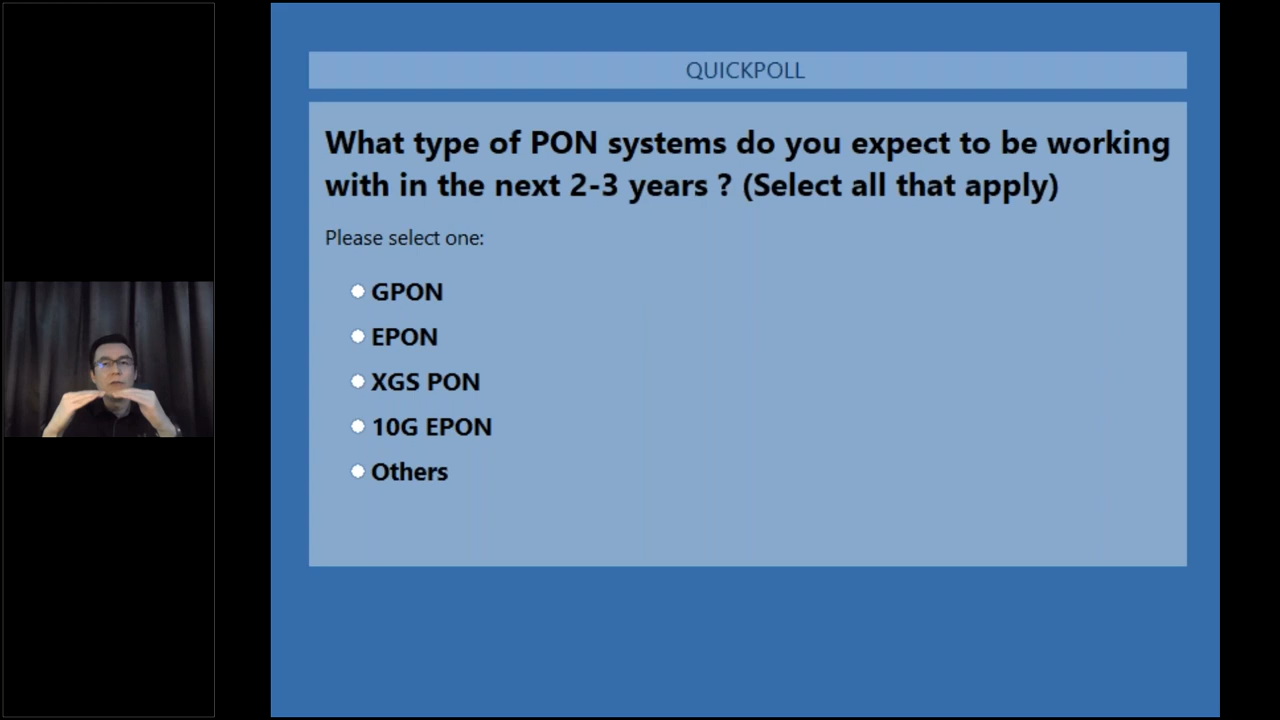 QUICKPOLL
What type of PON systems do you expect to be working
with in the next 2-3 years ? (Select all that apply)
Please select one:
GPON
EPON
XGS PON
10G EPON
Others